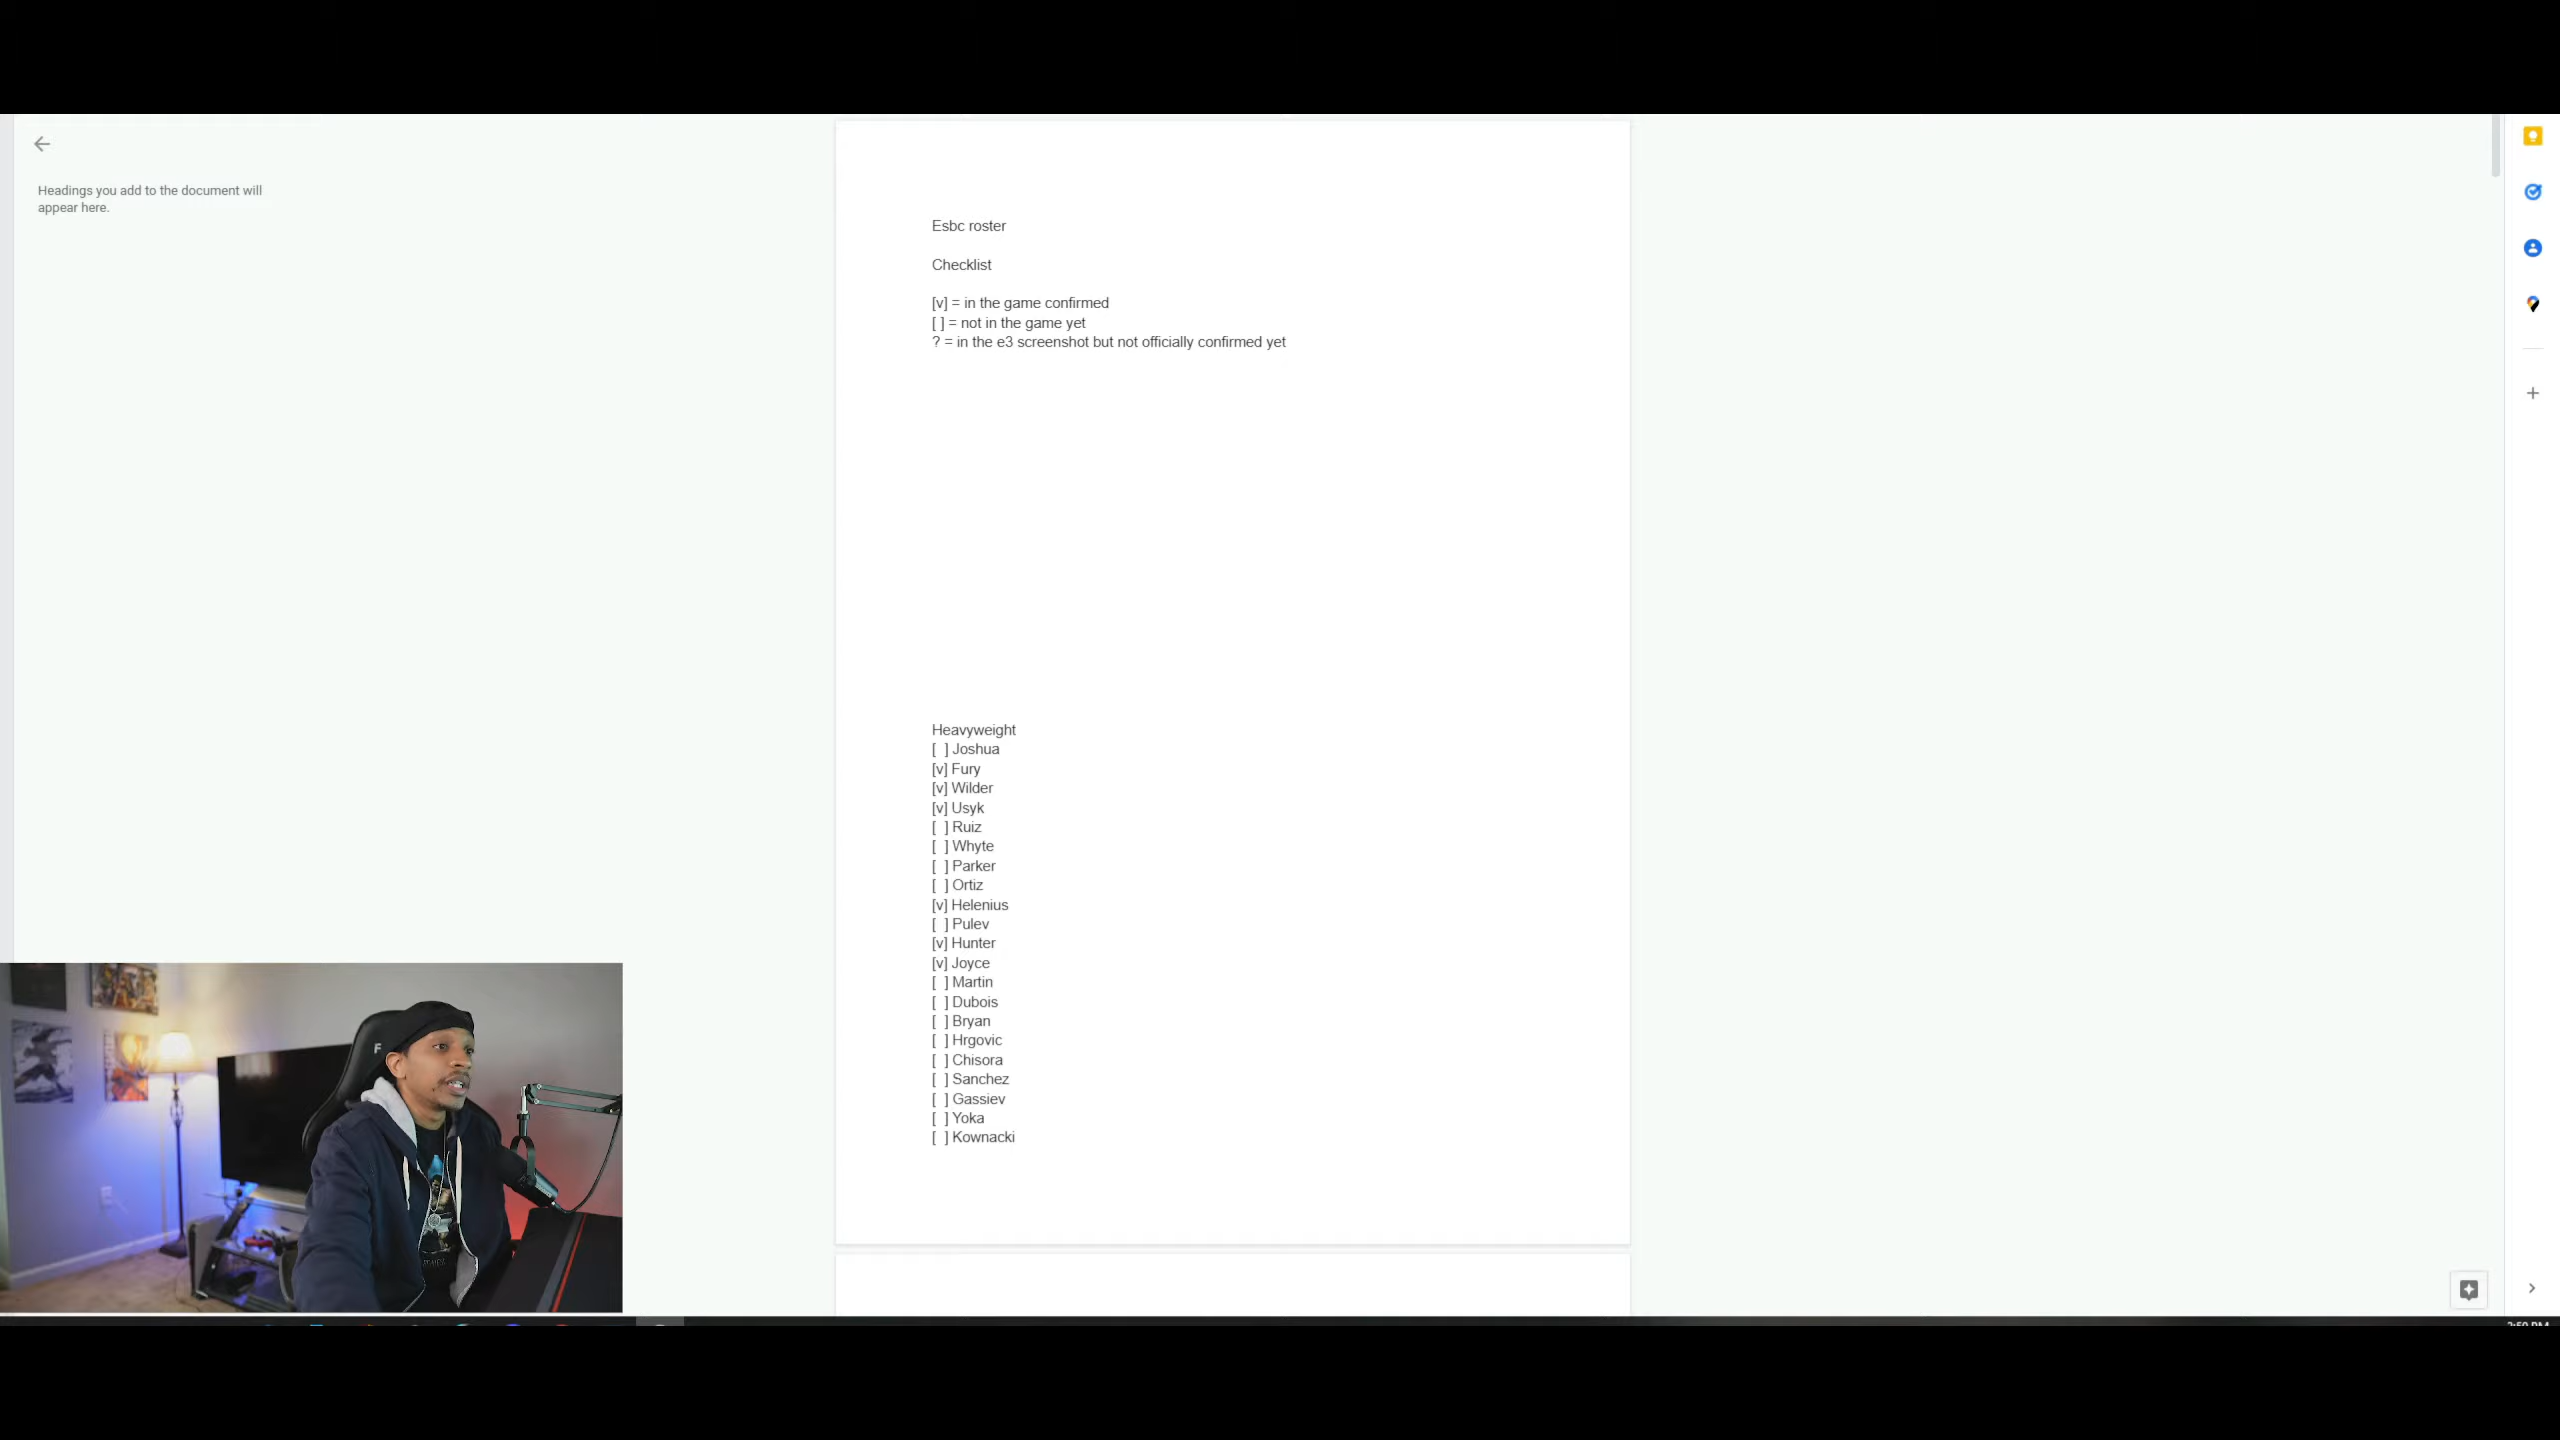 Headings you add to the document will
appear here.
Esbc roster
Checklist
[v] = in the game confirmed
[ ] = not in the game yet
? = in the e3 screenshot but not officially confirmed yet
Heavyweight
[ ] Joshua
[v] Fury
[v] Wilder
[v] Usyk
[ ] Ruiz
[ ] Whyte
[ ] Parker
[ ] Ortiz
[v] Helenius
[ ] Pulev
[v] Hunter
[v] Joyce
[ ] Martin
[ ] Dubois
[ ] Bryan
[ ] Hrgovic
[ ] Chisora
[ ] Sanchez
[ ] Gassiev
[ ] Yoka
[ ] Kownacki
F